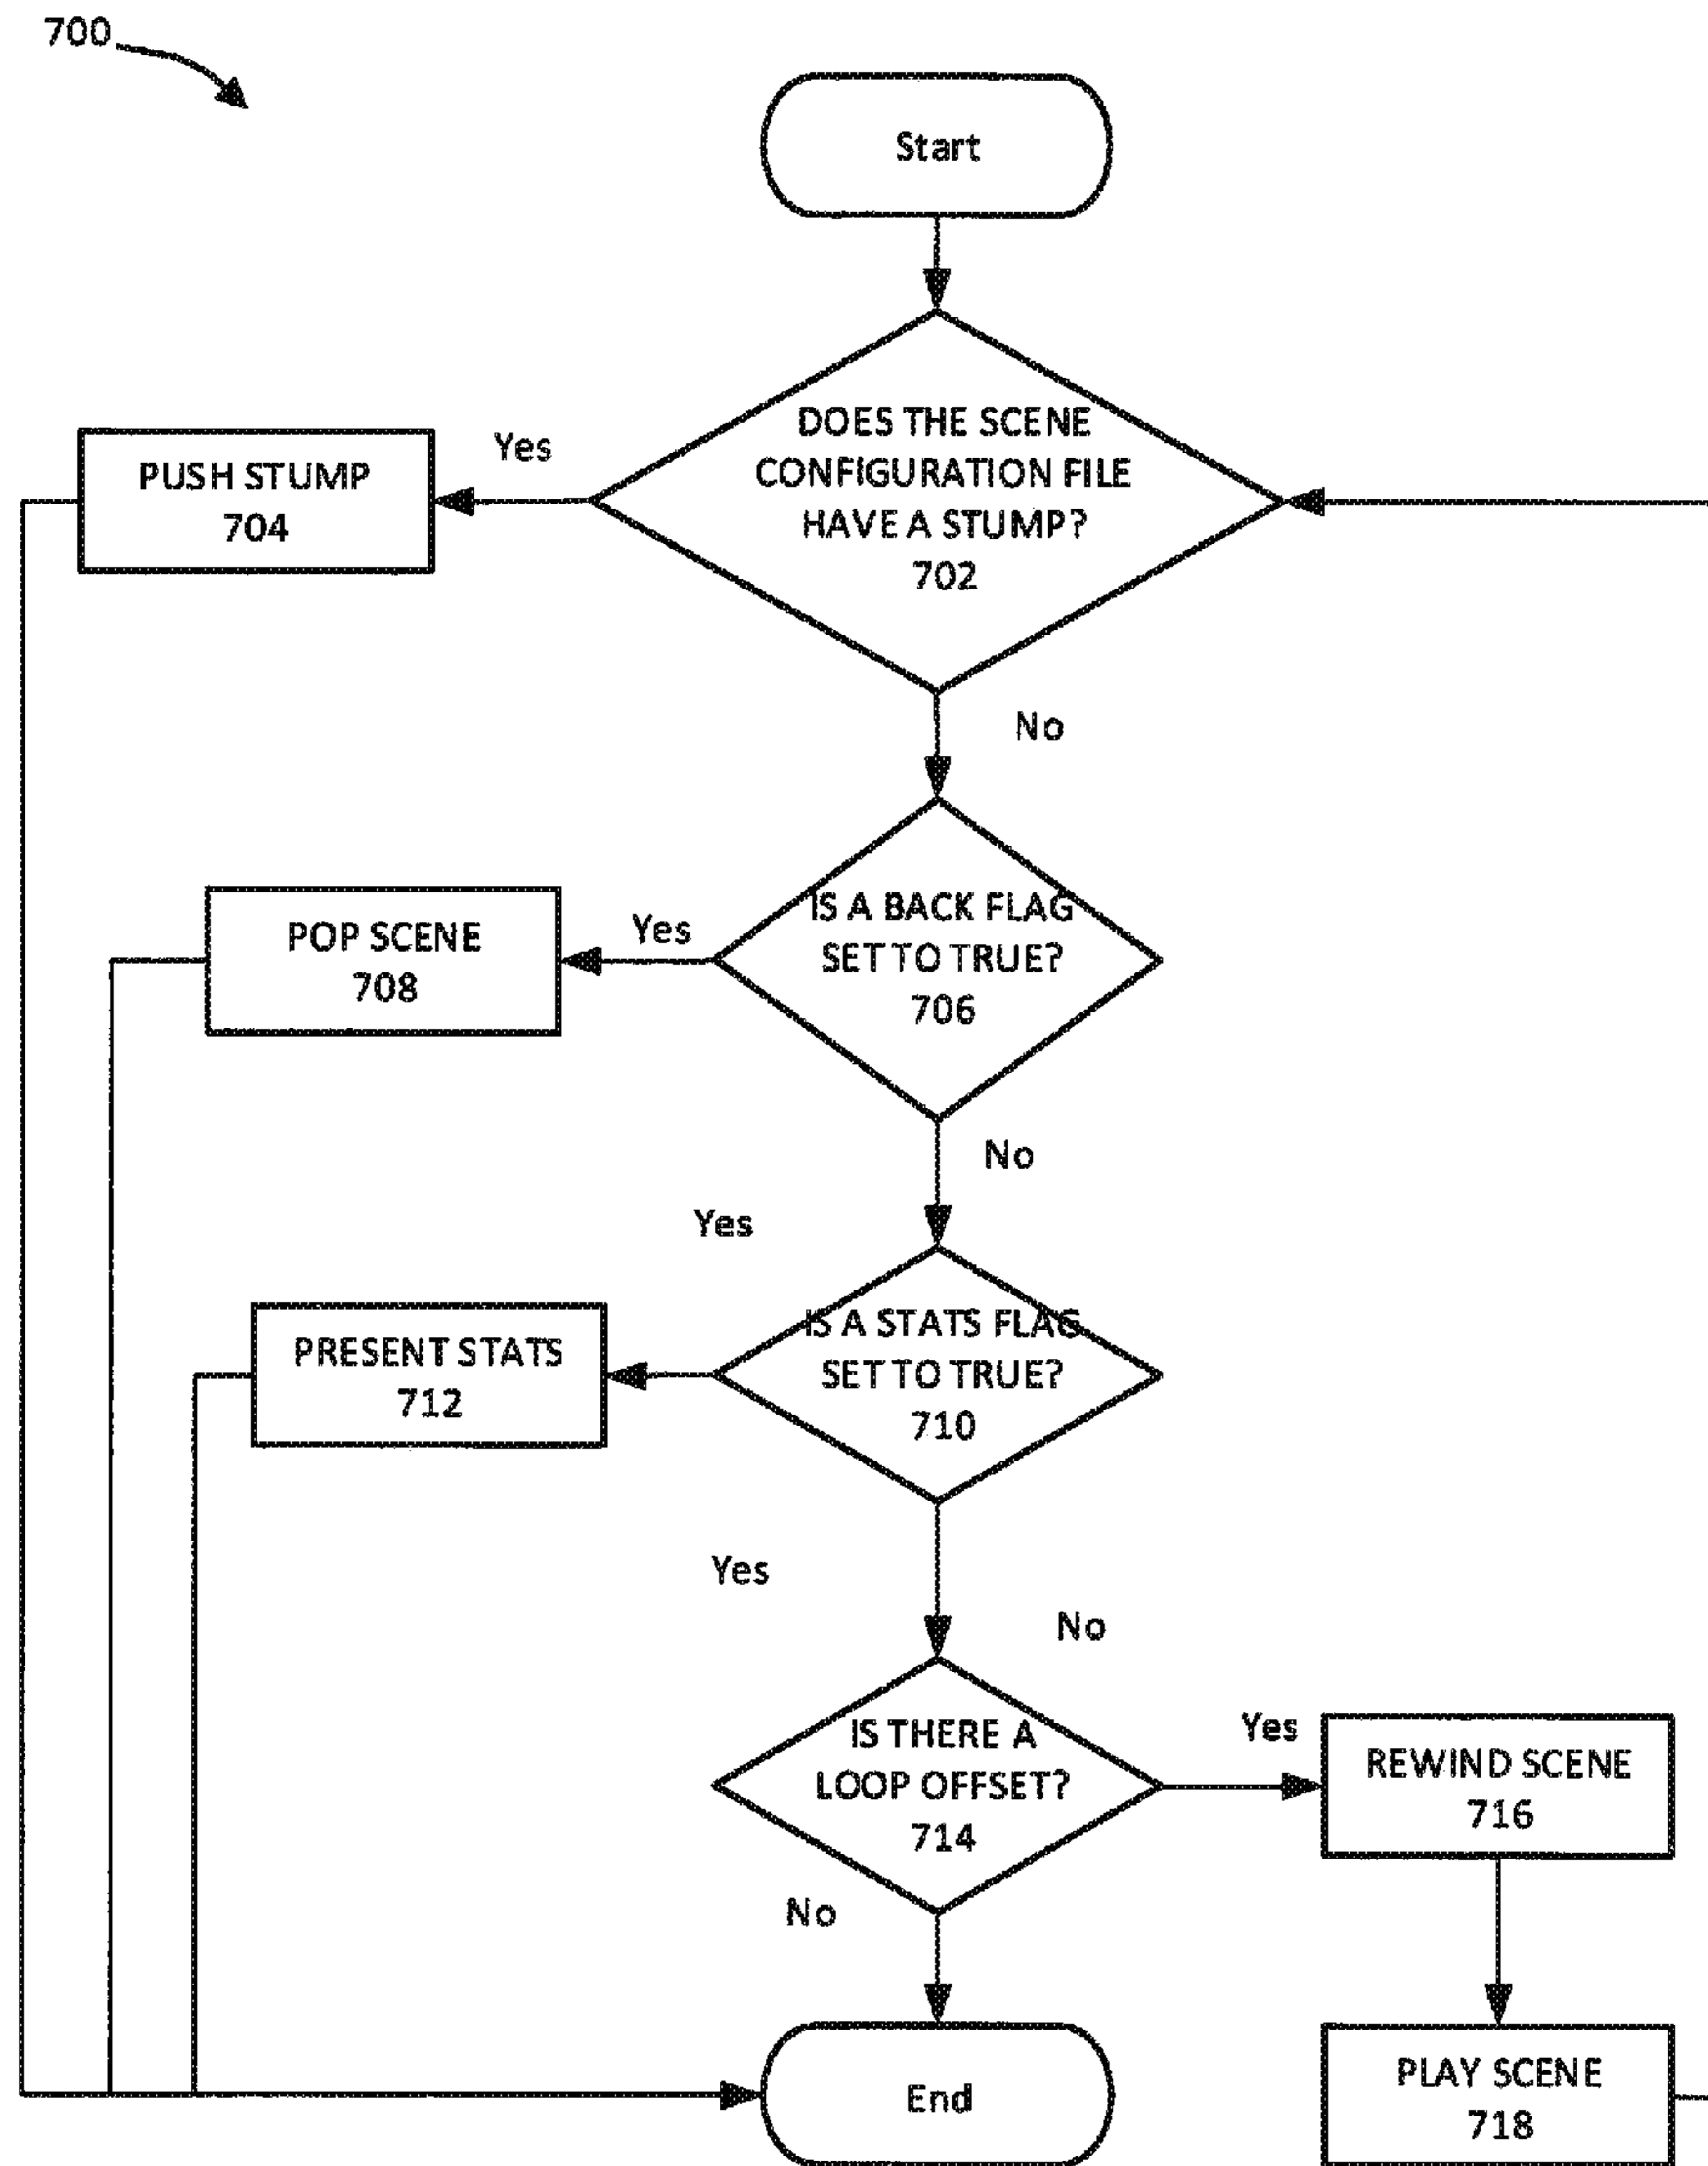 700
Start
DOES THE SCENE
CONFIGURATION FILE
HAVE A STUMP?
702
Yes
PUSH STUMP
704
No
IS A BACK FLAG
SET TO TRUE?
706
Yes
POP SCENE
708
No
Yes
IS A STATS FLAG
SET TO TRUE?
710
PRESENT STATS
712
Yes
No
IS THERE A
LOOP OFFSET?
714
Yes
REWIND SCENE
716
No
End
PLAY SCENE
718